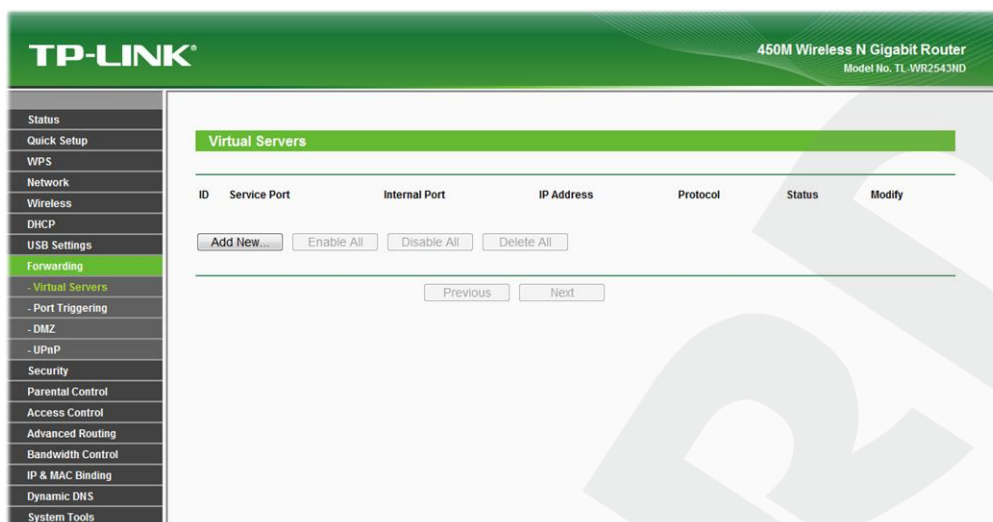 TP-LINK®
450M Wireless N Gigabit Router
Model No. TL-WR2543ND
Status
Quick Setup
WPS
Network
Wireless
DHCP
USB Settings
Forwarding
- Virtual Servers
- Port Triggering
- DMZ
- UPnP
Security
Parental Control
Access Control
Advanced Routing
Bandwidth Control
IP & MAC Binding
Dynamic DNS
System Tools
Virtual Servers
ID Service Port Internal Port IP Address Protocol Status Modify
Add New... Enable All Disable All Delete All
Previous Next